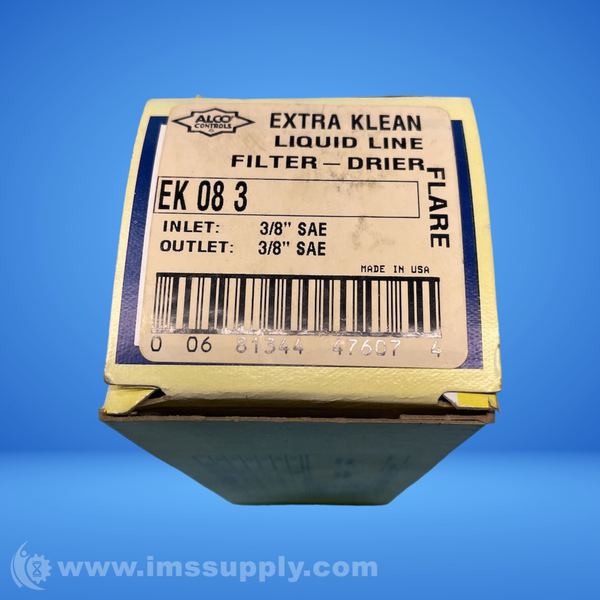 ALCO
CONTROLS
EXTRA KLEAN
LIQUID LINE
FILTER — DRIER
FLARE
EK 08 3
INLET: 3/8" SAE
OUTLET: 3/8" SAE
MADE IN USA
0 06 81344 47607 4
www.imssupply.com